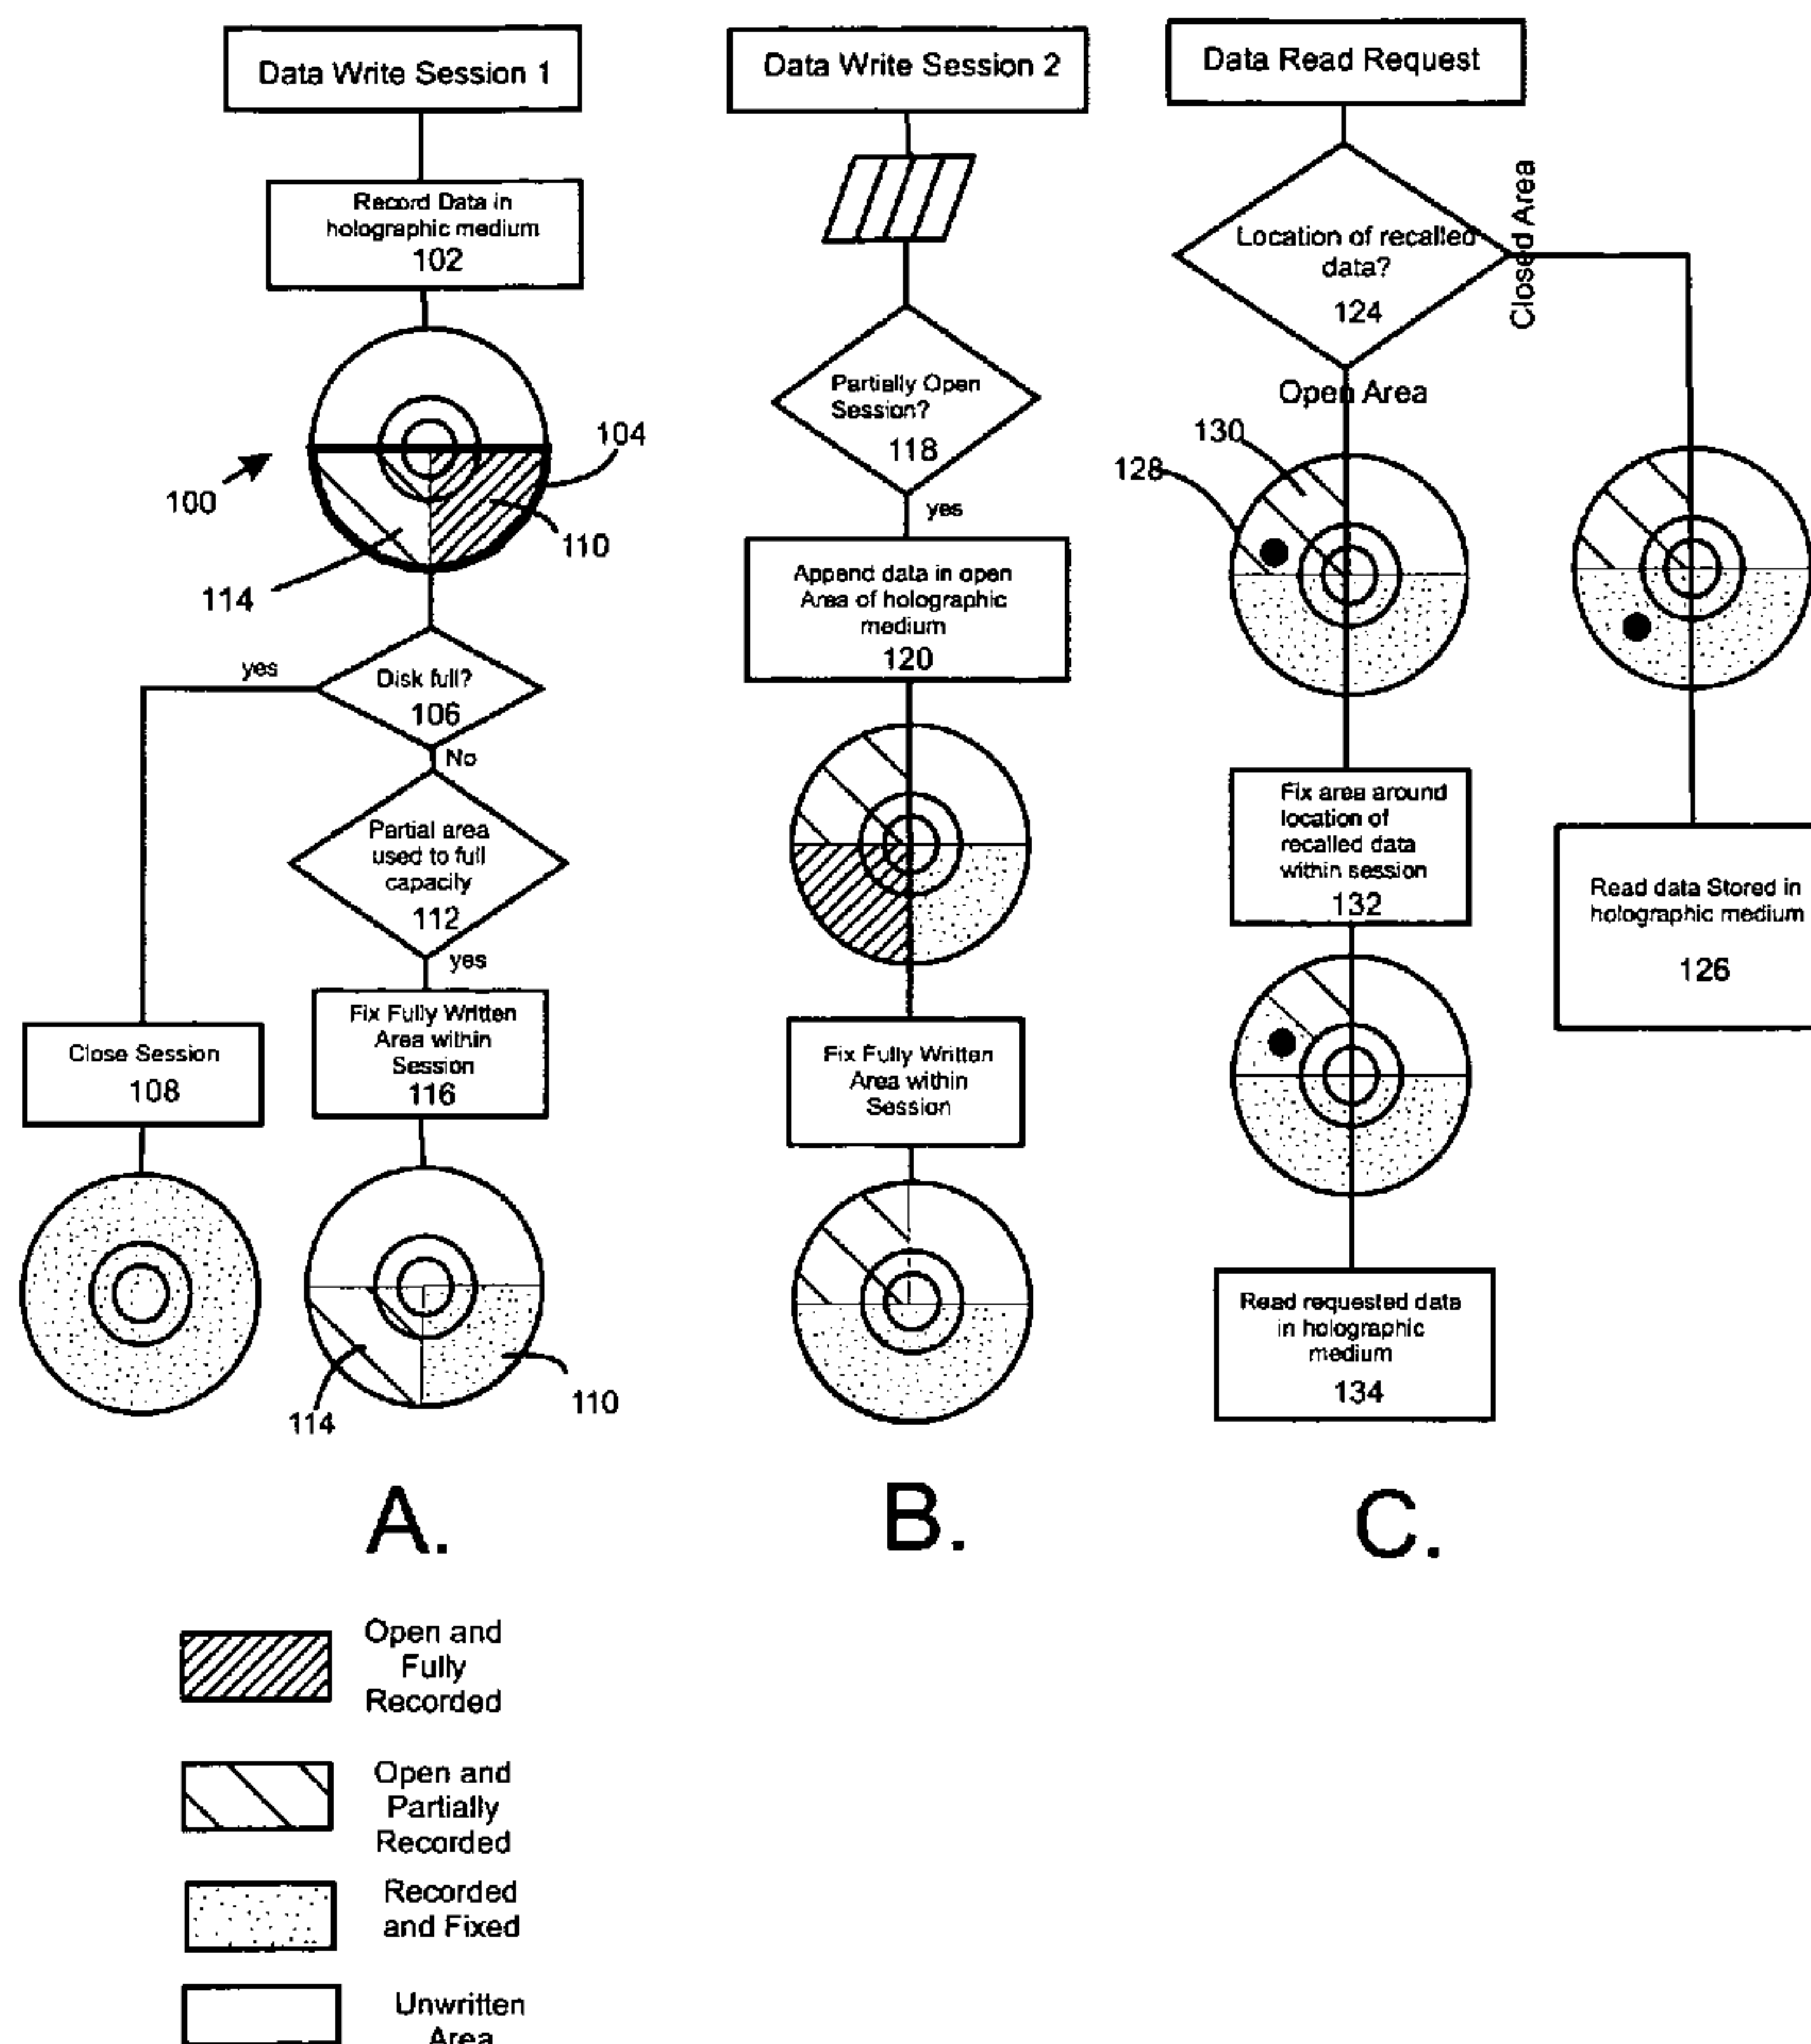 Data Write Session 1
Record Data in
holographic medium
102
104
100
110
114
yes
Disk full?
106
No
Partial area
used to full
capacity
112
yes
Close Session
108
Fix Fully Written
Area within
Session
116
114
110
A.
Data Write Session 2
Partially Open
Session?
118
yes
Append data in open
Area of holographic
medium
120
Fix Fully Written
Area within
Session
B.
Data Read Request
Location of recalled
data?
124
Closed Area
Open Area
130
128
Fix area around
location of
recalled data
within session
132
Read data Stored in
holographic medium
126
Read requested data
in holographic
medium
134
C.
Open and
Fully
Recorded
Open and
Partially
Recorded
Recorded
and Fixed
Unwritten
Area